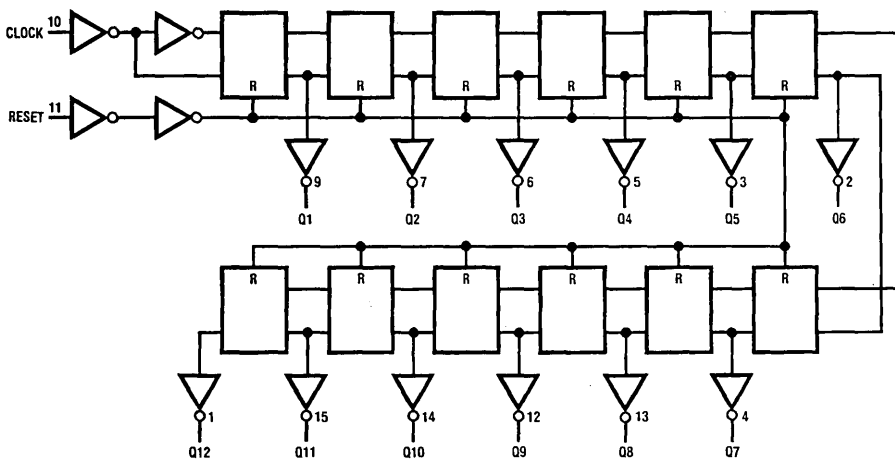 CLOCK 10
RESET 11
R R R R R R
9 7 6 5 3 2
Q1 Q2 Q3 Q4 Q5 Q6
R R R R R R
1 15 14 12 13 4
Q12 Q11 Q10 Q9 Q8 Q7